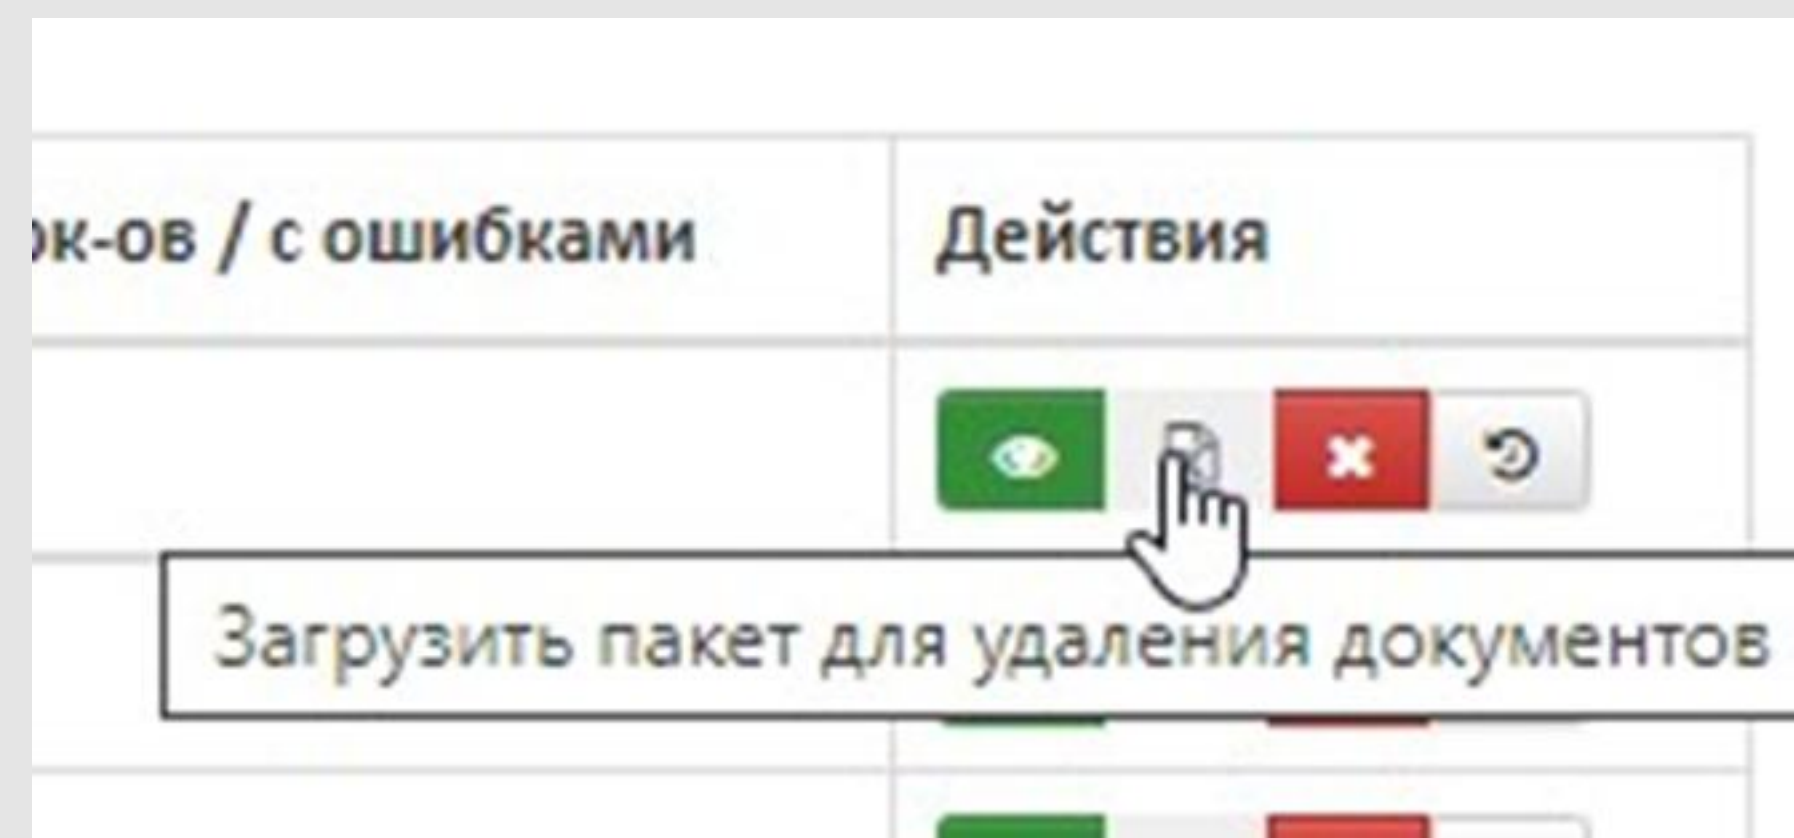 ок-ов / с ошибками
Действия
Загрузить пакет для удаления документов